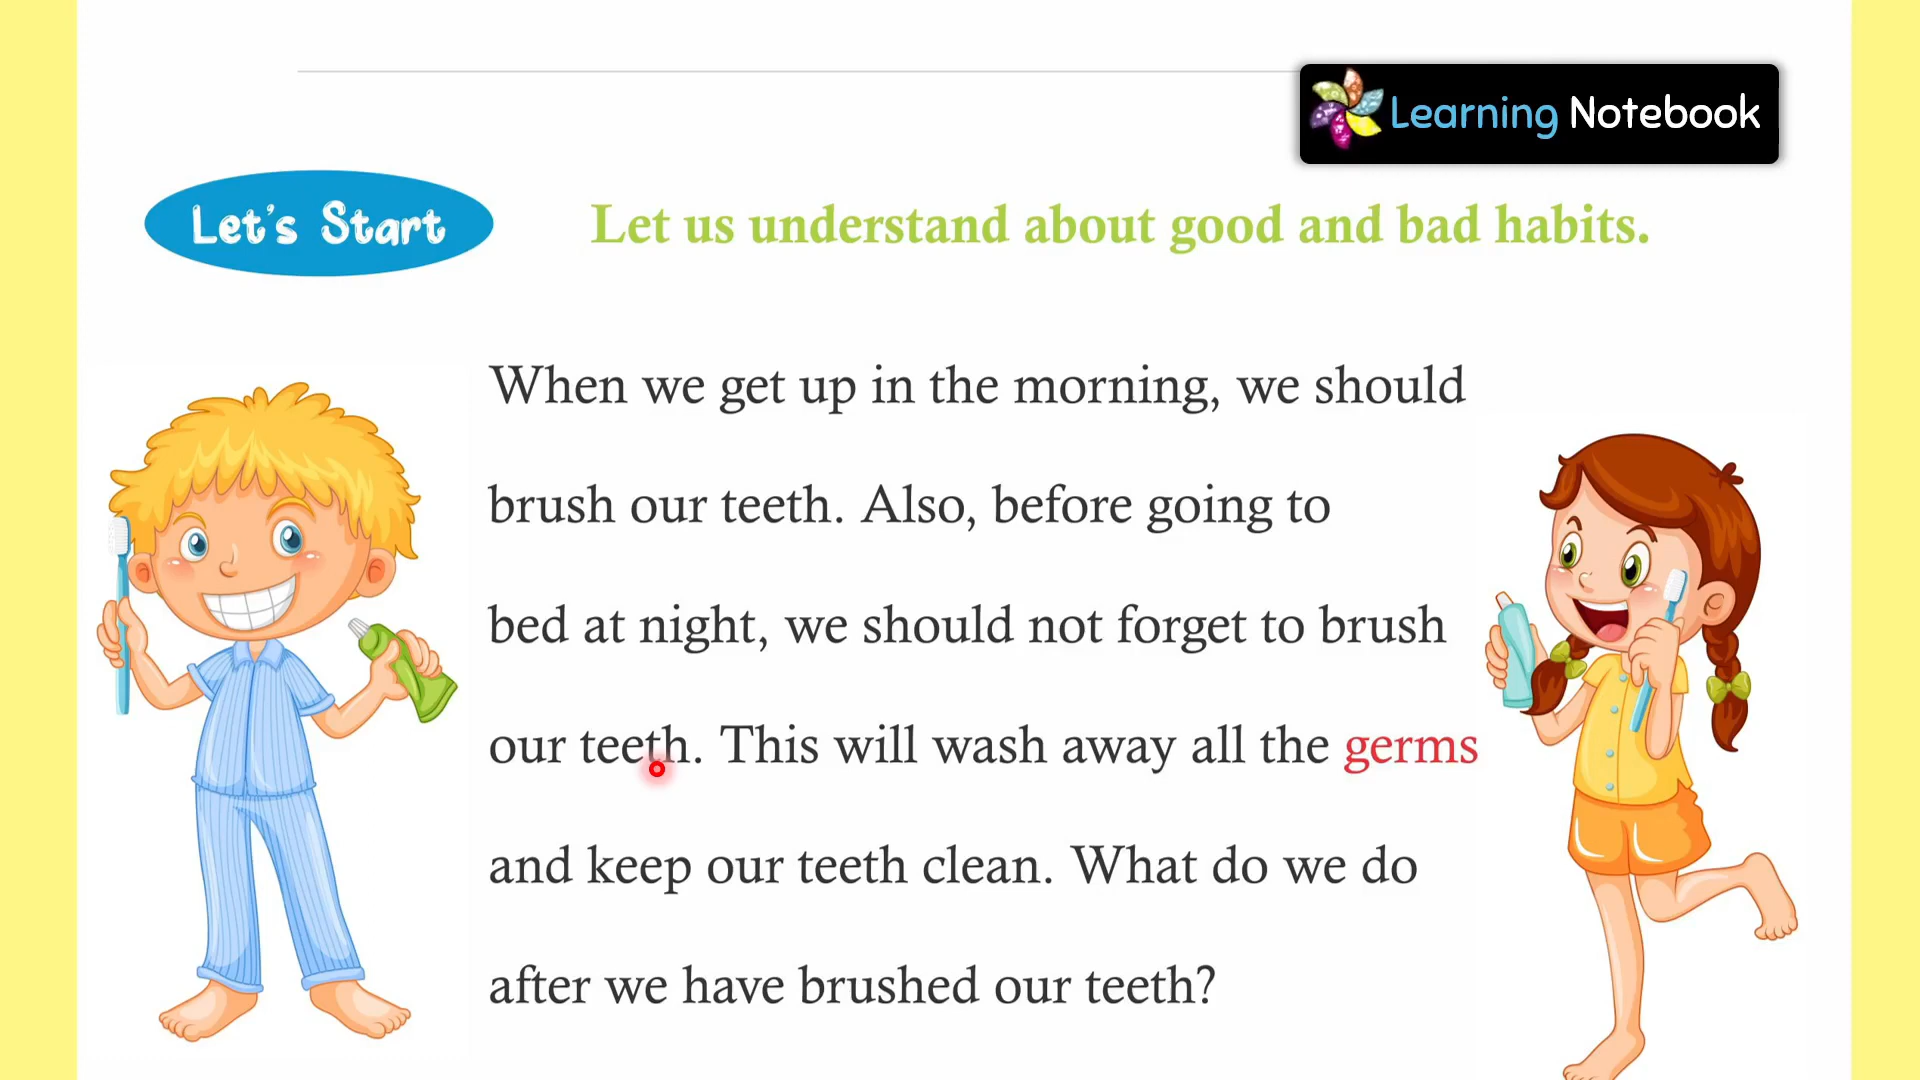 Learning Notebook
Let's Start
Let us understand about good and bad habits.
When we get up in the morning, we should
brush our teeth. Also, before going to
bed at night, we should not forget to brush
our teeth. This will wash away all the germs
and keep our teeth clean. What do we do
after we have brushed our teeth?